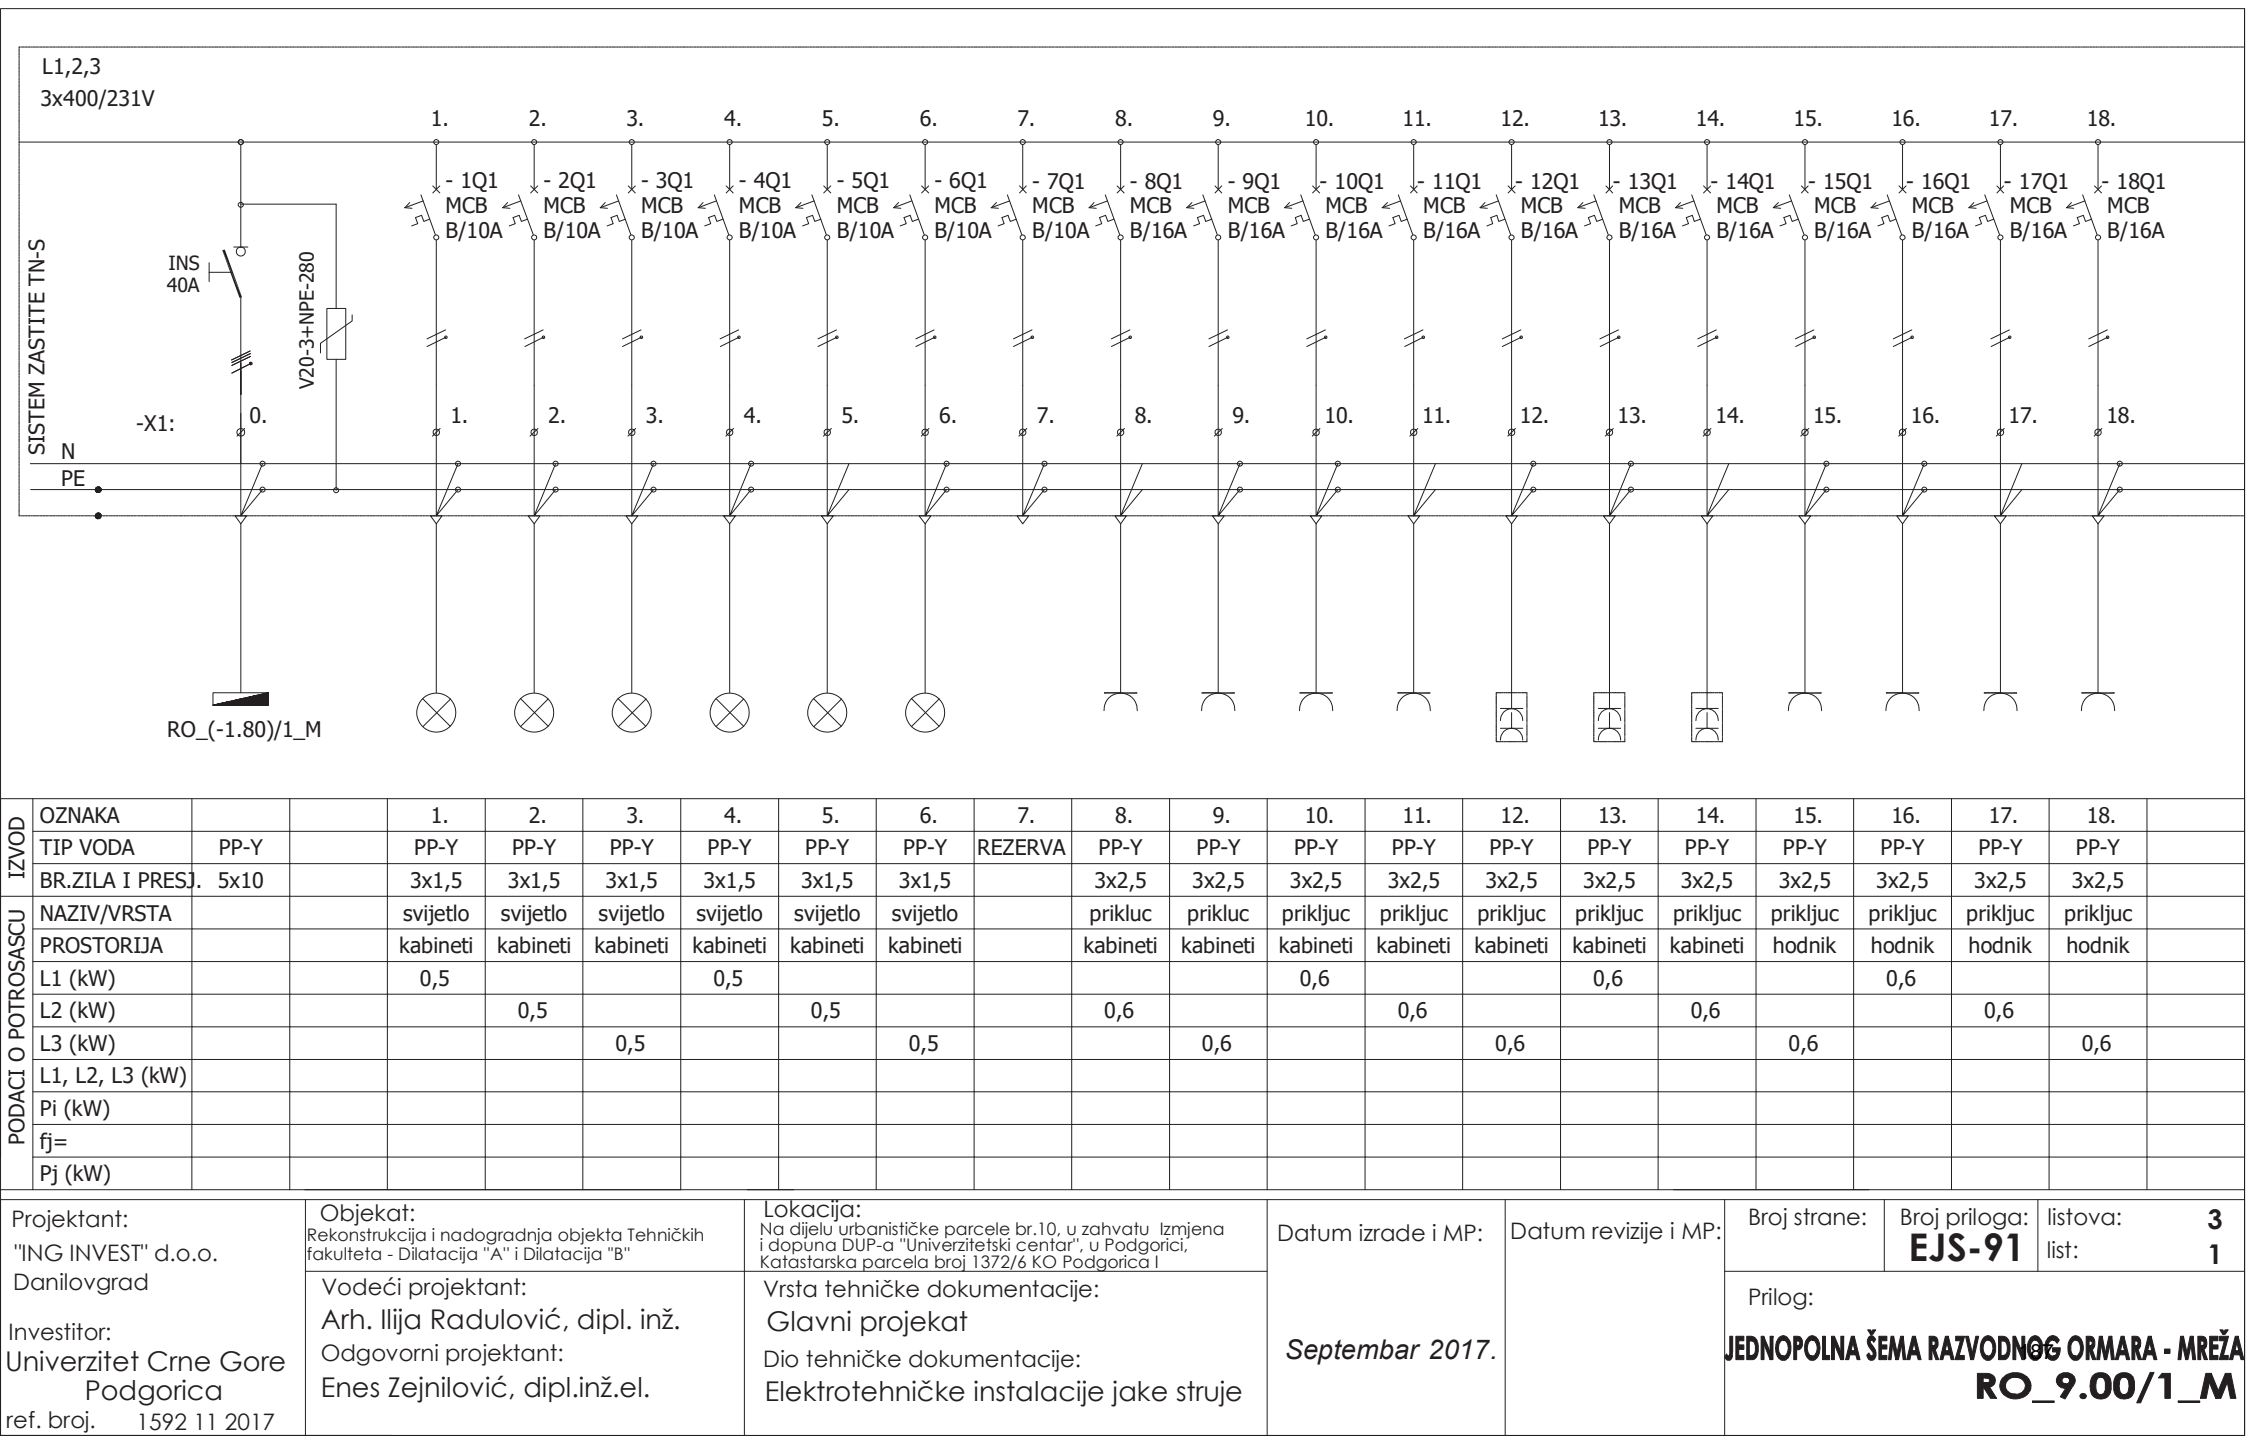 L1,2,3
3x400/231V
1. 2. 3. 4. 5. 6. 7. 8. 9. 10. 11. 12. 13. 14. 15. 16. 17. 18.
- 1Q1 - 2Q1 - 3Q1 - 4Q1 - 5Q1 - 6Q1 - 7Q1 - 8Q1 - 9Q1 - 10Q1 - 11Q1 - 12Q1 - 13Q1 - 14Q1 - 15Q1 - 16Q1 - 17Q1 - 18Q1
MCB MCB MCB MCB MCB MCB MCB MCB MCB MCB MCB MCB MCB MCB MCB MCB MCB MCB
B/10A B/10A B/10A B/10A B/10A B/10A B/10A B/16A B/16A B/16A B/16A B/16A B/16A B/16A B/16A B/16A B/16A B/16A
SISTEM ZASTITE TN-S
INS
40A
V20-3+NPE-280
-X1: 0. 1. 2. 3. 4. 5. 6. 7. 8. 9. 10. 11. 12. 13. 14. 15. 16. 17. 18.
N
PE
RO_(-1.80)/1_M
IZVOD
OZNAKA 1. 2. 3. 4. 5. 6. 7. 8. 9. 10. 11. 12. 13. 14. 15. 16. 17. 18.
TIP VODA PP-Y PP-Y PP-Y PP-Y PP-Y PP-Y PP-Y REZERVA PP-Y PP-Y PP-Y PP-Y PP-Y PP-Y PP-Y PP-Y PP-Y PP-Y PP-Y
BR.ZILA I PRESJ. 5x10 3x1,5 3x1,5 3x1,5 3x1,5 3x1,5 3x1,5 3x2,5 3x2,5 3x2,5 3x2,5 3x2,5 3x2,5 3x2,5 3x2,5 3x2,5 3x2,5 3x2,5
PODACI O POTROSASCU
NAZIV/VRSTA svijetlo svijetlo svijetlo svijetlo svijetlo svijetlo prikluc prikluc prikljuc prikljuc prikljuc prikljuc prikljuc prikljuc prikljuc prikljuc prikljuc
PROSTORIJA kabineti kabineti kabineti kabineti kabineti kabineti kabineti kabineti kabineti kabineti kabineti kabineti kabineti hodnik hodnik hodnik hodnik
L1 (kW) 0,5 0,5 0,6 0,6 0,6
L2 (kW) 0,5 0,5 0,6 0,6 0,6 0,6
L3 (kW) 0,5 0,5 0,6 0,6 0,6 0,6
L1, L2, L3 (kW)
Pi (kW)
fj=
Pj (kW)
Projektant:
"ING INVEST" d.o.o.
Danilovgrad
Investitor:
Univerzitet Crne Gore
Podgorica
ref. broj. 1592 11 2017
Objekat:
Rekonstrukcija i nadogradnja objekta Tehničkih
fakulteta - Dilatacija "A" i Dilatacija "B"
Vodeći projektant:
Arh. Ilija Radulović, dipl. inž.
Odgovorni projektant:
Enes Zejnilović, dipl.inž.el.
Lokacija:
Na dijelu urbanističke parcele br.10, u zahvatu Izmjena
i dopuna DUP-a "Univerzitetski centar", u Podgorici,
Katastarska parcela broj 1372/6 KO Podgorica I
Vrsta tehničke dokumentacije:
Glavni projekat
Dio tehničke dokumentacije:
Elektrotehničke instalacije jake struje
Datum izrade i MP:
Septembar 2017.
Datum revizije i MP:
Broj strane:
Broj priloga:
EJS-91
listova: 3
list: 1
Prilog:
JEDNOPOLNA ŠEMA RAZVODNOG ORMARA - MREŽA
187
RO_9.00/1_M